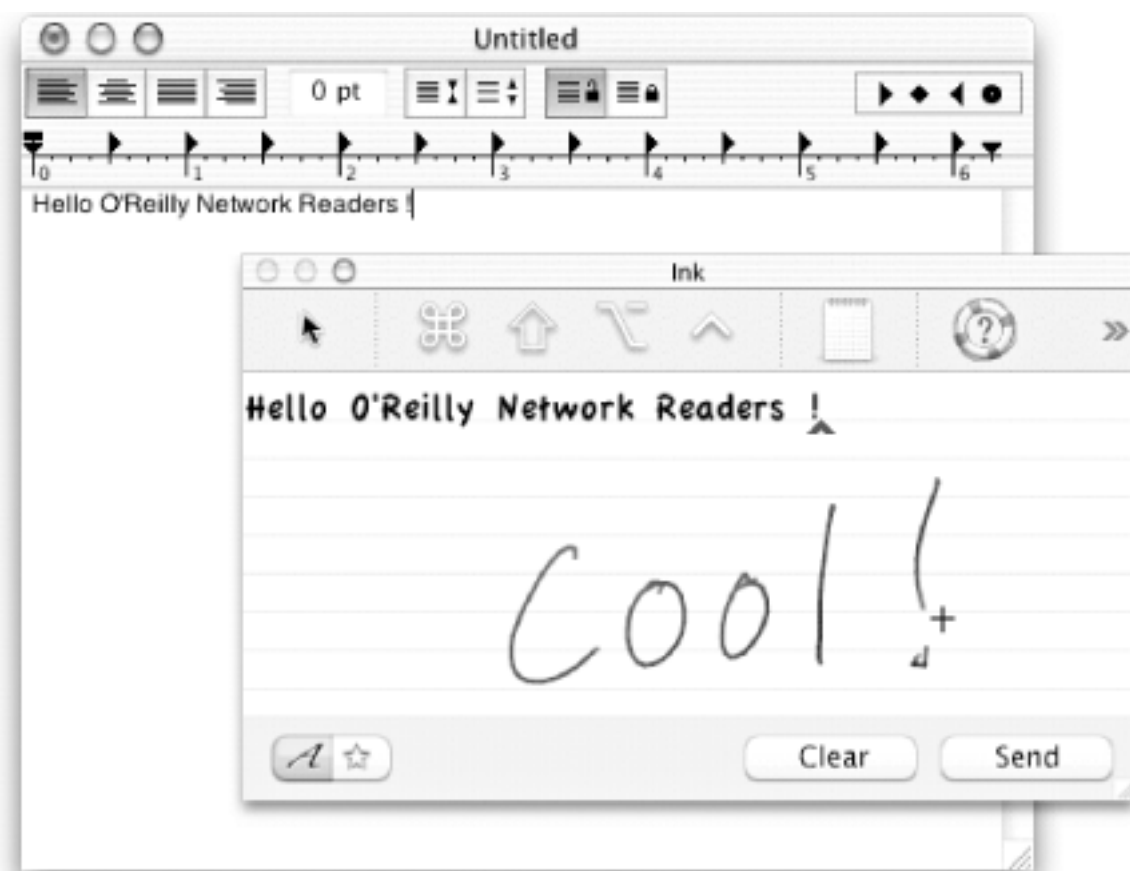 Untitled
0 pt
0 1 2 3 4 5 6
Hello O'Reilly Network Readers !
Ink
Hello O'Reilly Network Readers !
Cool!
A
Clear Send